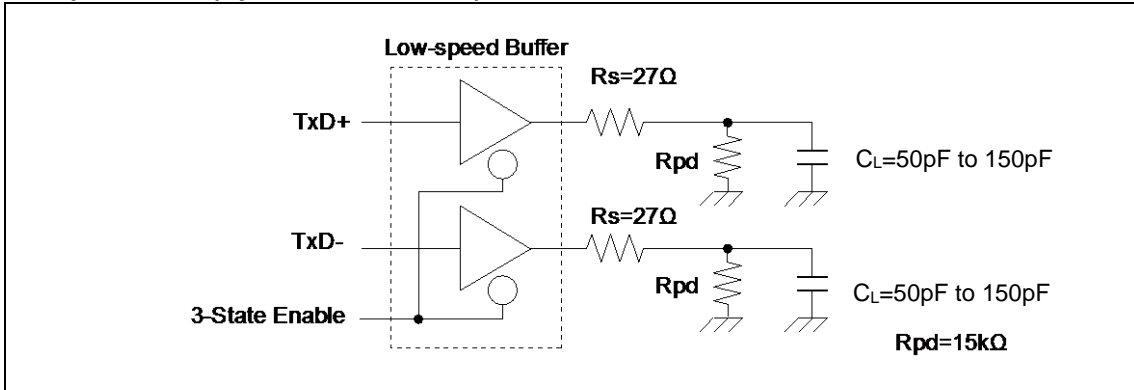 Low-speed Buffer
Rs=27Ω
TxD+
Rpd
CL=50pF to 150pF
Rs=27Ω
TxD-
Rpd
CL=50pF to 150pF
3-State Enable
Rpd=15kΩ